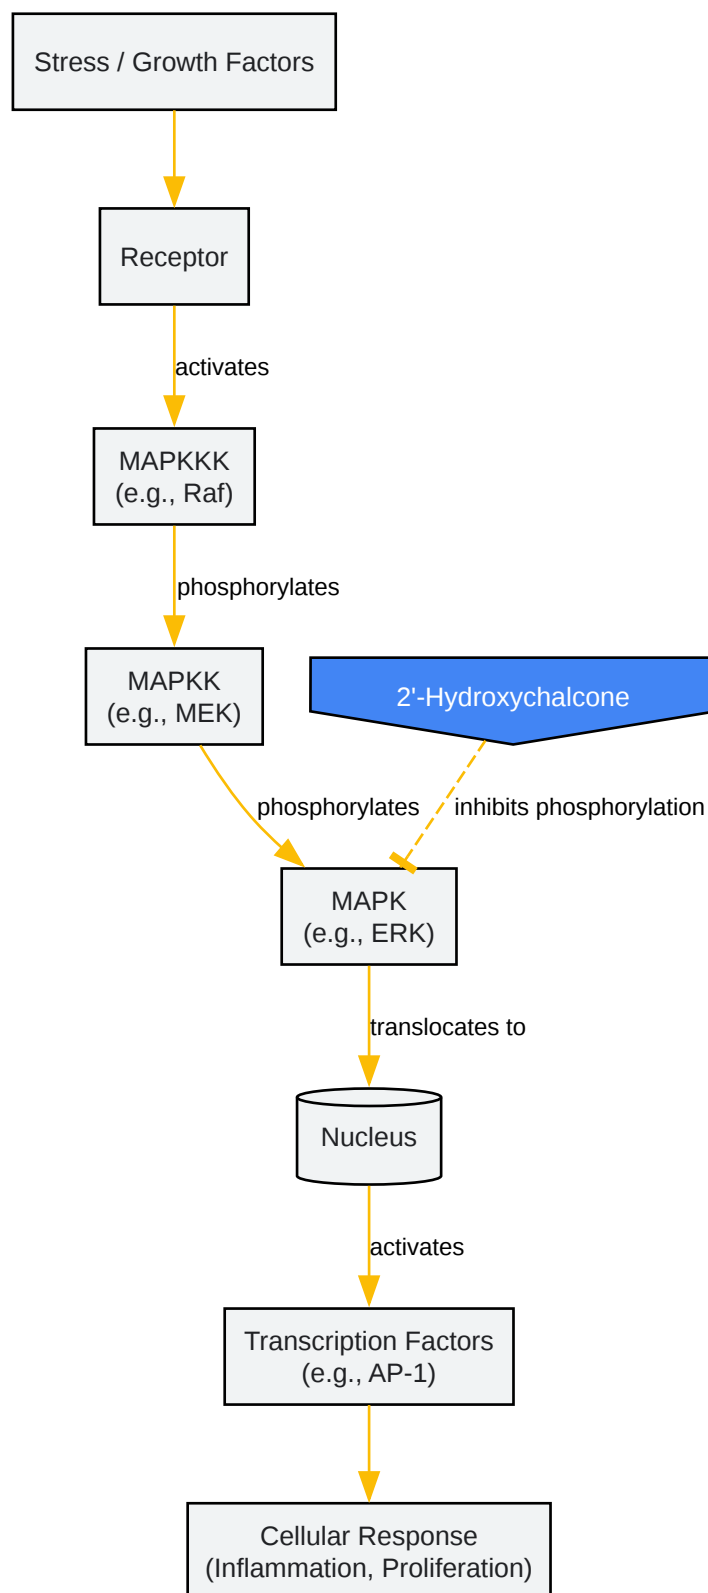 Stress / Growth Factors
Receptor
activates
MAPKKK
(e.g., Raf)
phosphorylates
MAPKK
(e.g., MEK)
2'-Hydroxychalcone
phosphorylates
inhibits phosphorylation
MAPK
(e.g., ERK)
translocates to
Nucleus
activates
Transcription Factors
(e.g., AP-1)
Cellular Response
(Inflammation, Proliferation)